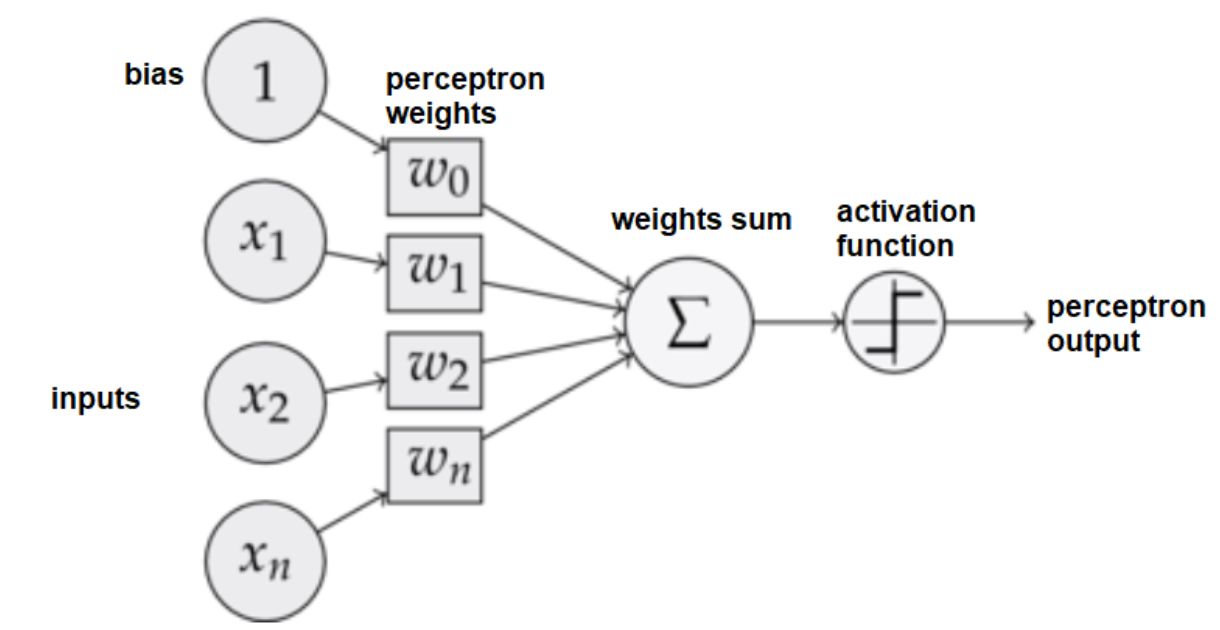 bias
1
perceptron
weights
w0
x1
w1
weights sum
activation
function
Σ
perceptron
output
inputs
x2
w2
xn
wn